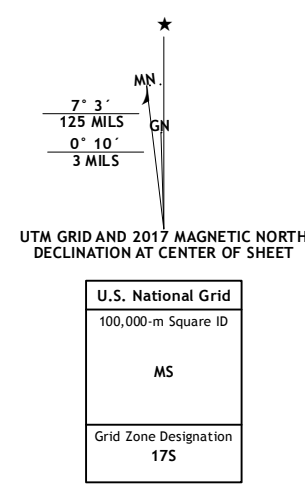 MN
7° 3´
125 MILS
GN
0° 10´
3 MILS
UTM GRID AND 2017 MAGNETIC NORTH
DECLINATION AT CENTER OF SHEET
U.S. National Grid
100,000-m Square ID
MS
Grid Zone Designation
17S